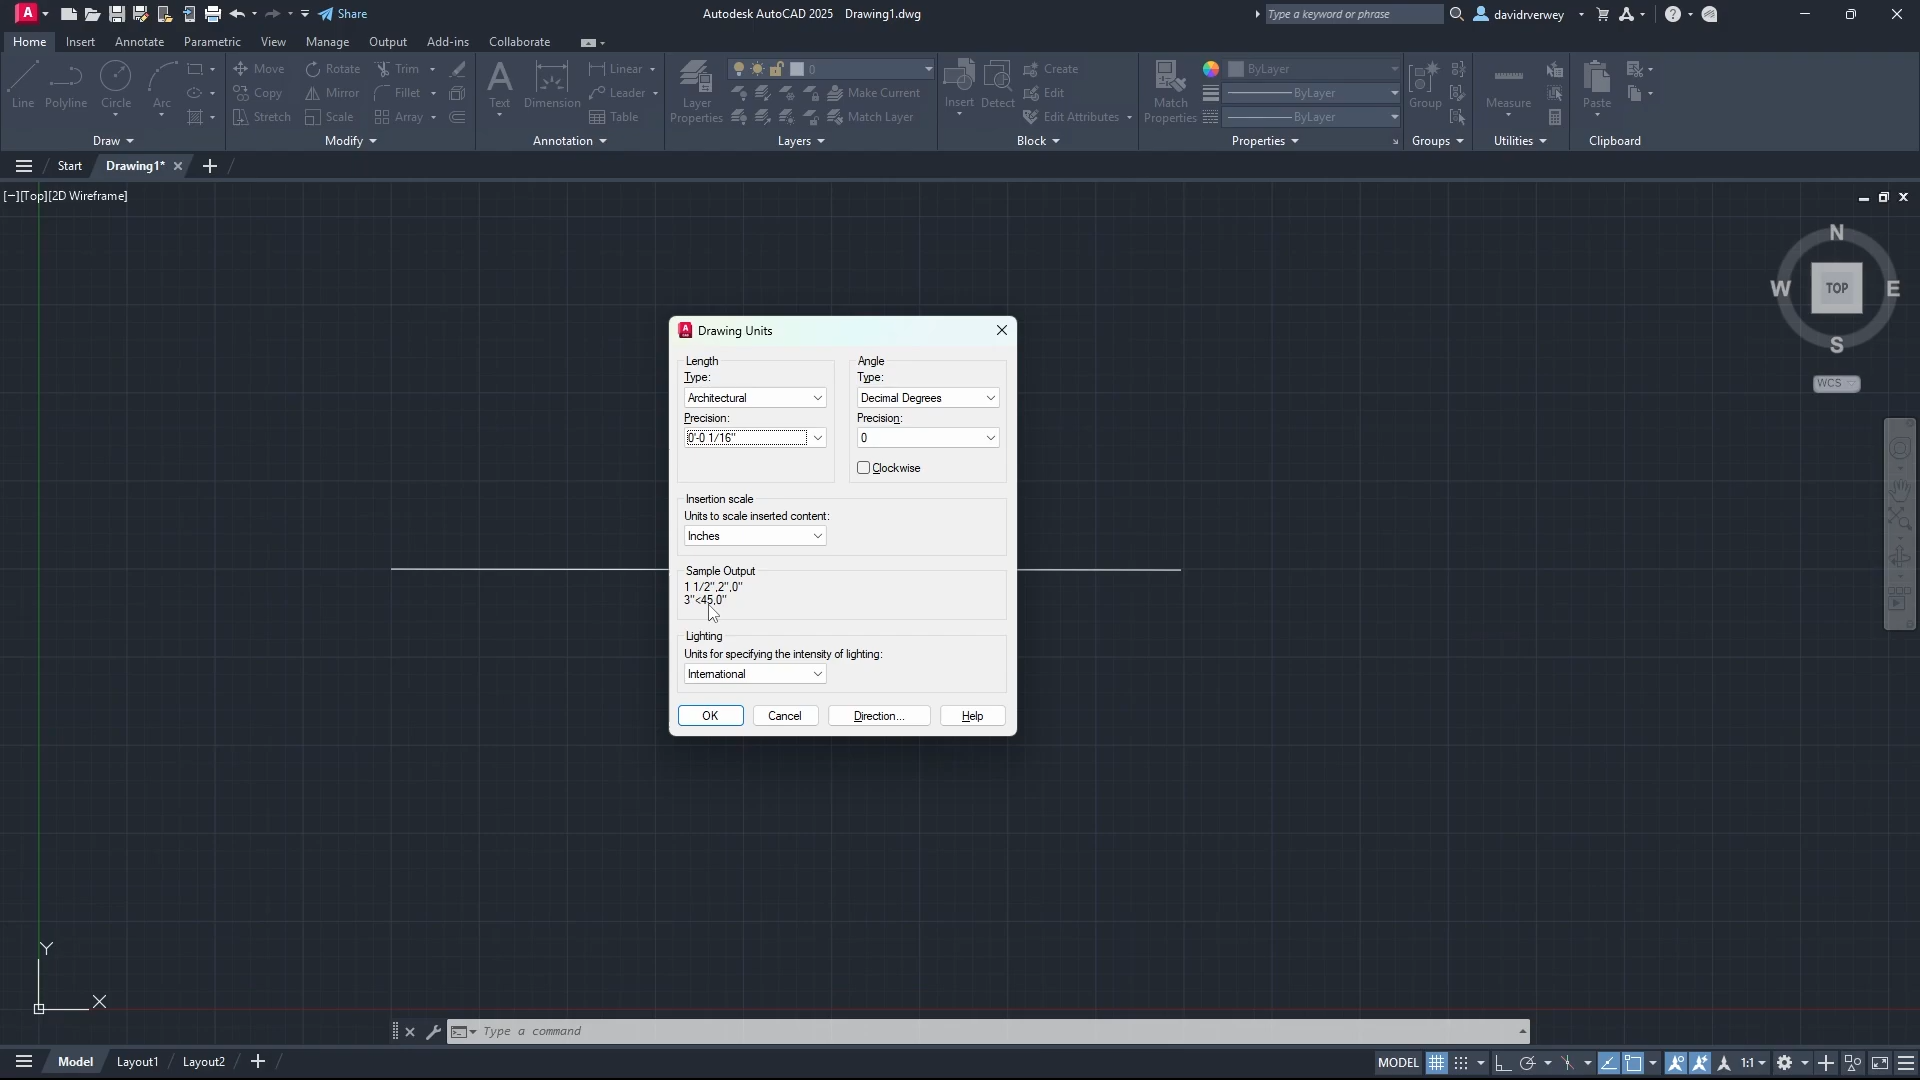 Share
Autodesk AutoCAD 2025 Drawing1.dwg
Type a keyword or phrase
davidrverwey
Home Insert Annotate Parametric View Manage Output Add-ins Collaborate
Line Polyline Circle Arc
Move Rotate Trim
Copy Mirror Fillet
Stretch Scale Array
Text Dimension
Linear
Leader
Table
Layer
Properties
0
Make Current
Match Layer
Insert Detect
Create
Edit
Edit Attributes
Match
Properties
ByLayer
ByLayer
ByLayer
Group
Measure
Paste
Draw Modify Annotation Layers Block Properties Groups Utilities Clipboard
Start Drawing1*
[−][Top][2D Wireframe]
N
W TOP E
S
WCS
Drawing Units
Length
Type:
Architectural
Precision:
0'-0 1/16"
Angle
Type:
Decimal Degrees
Precision:
0
Clockwise
Insertion scale
Units to scale inserted content:
Inches
Sample Output
1 1/2",2",0"
3"<45,0"
Lighting
Units for specifying the intensity of lighting:
International
OK Cancel Direction... Help
Y
X
Type a command
Model Layout1 Layout2
MODEL 1:1